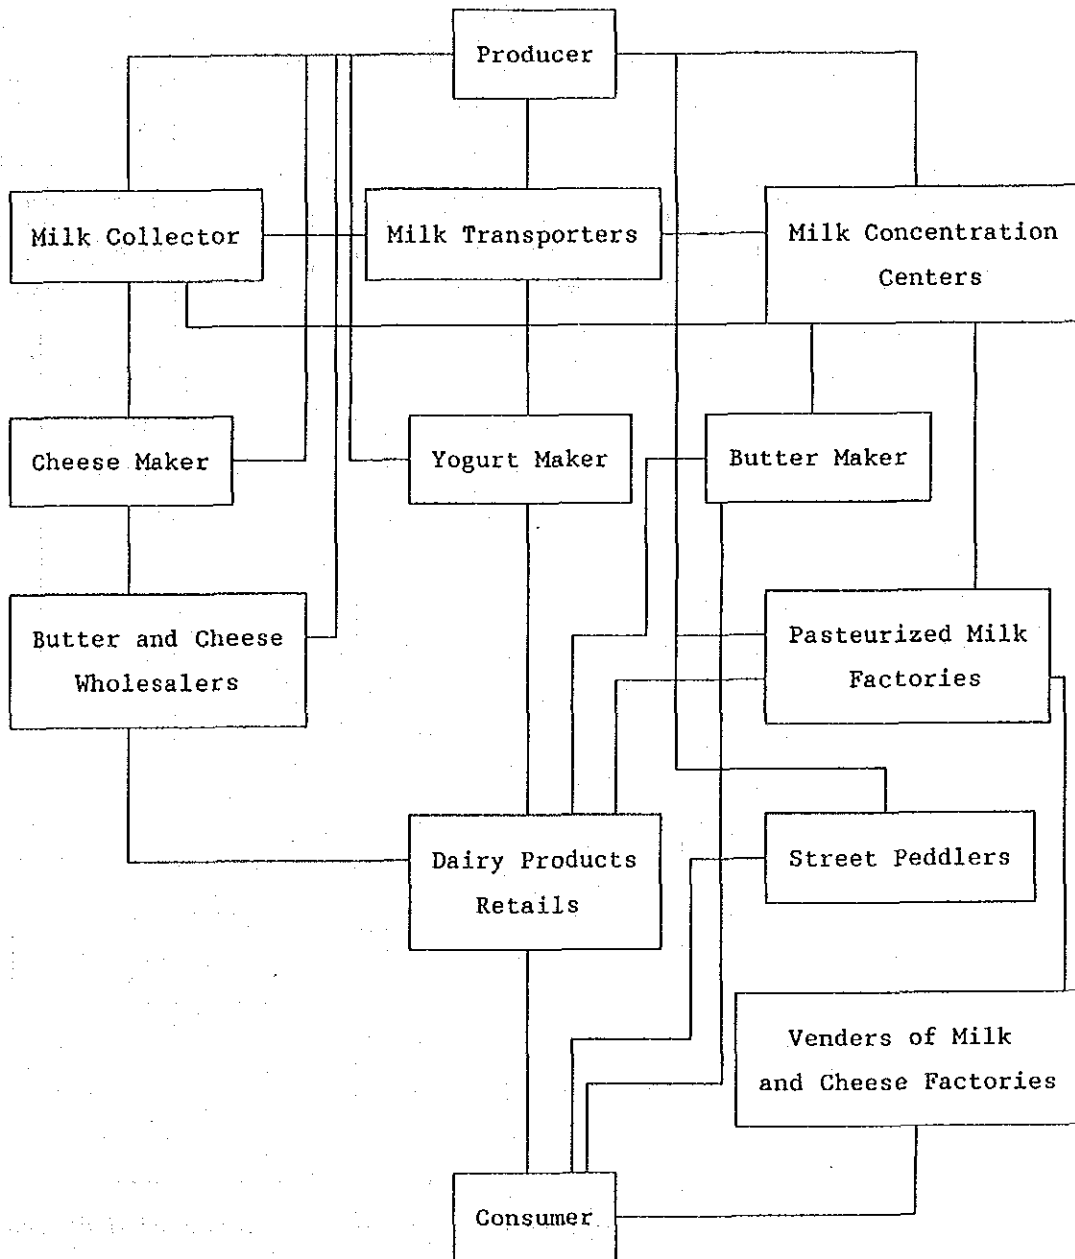 Producer
Milk Collector
Milk Transporters
Milk Concentration
Centers
Cheese Maker
Yogurt Maker
Butter Maker
Butter and Cheese
Wholesalers
Pasteurized Milk
Factories
Dairy Products
Retails
Street Peddlers
Venders of Milk
and Cheese Factories
Consumer